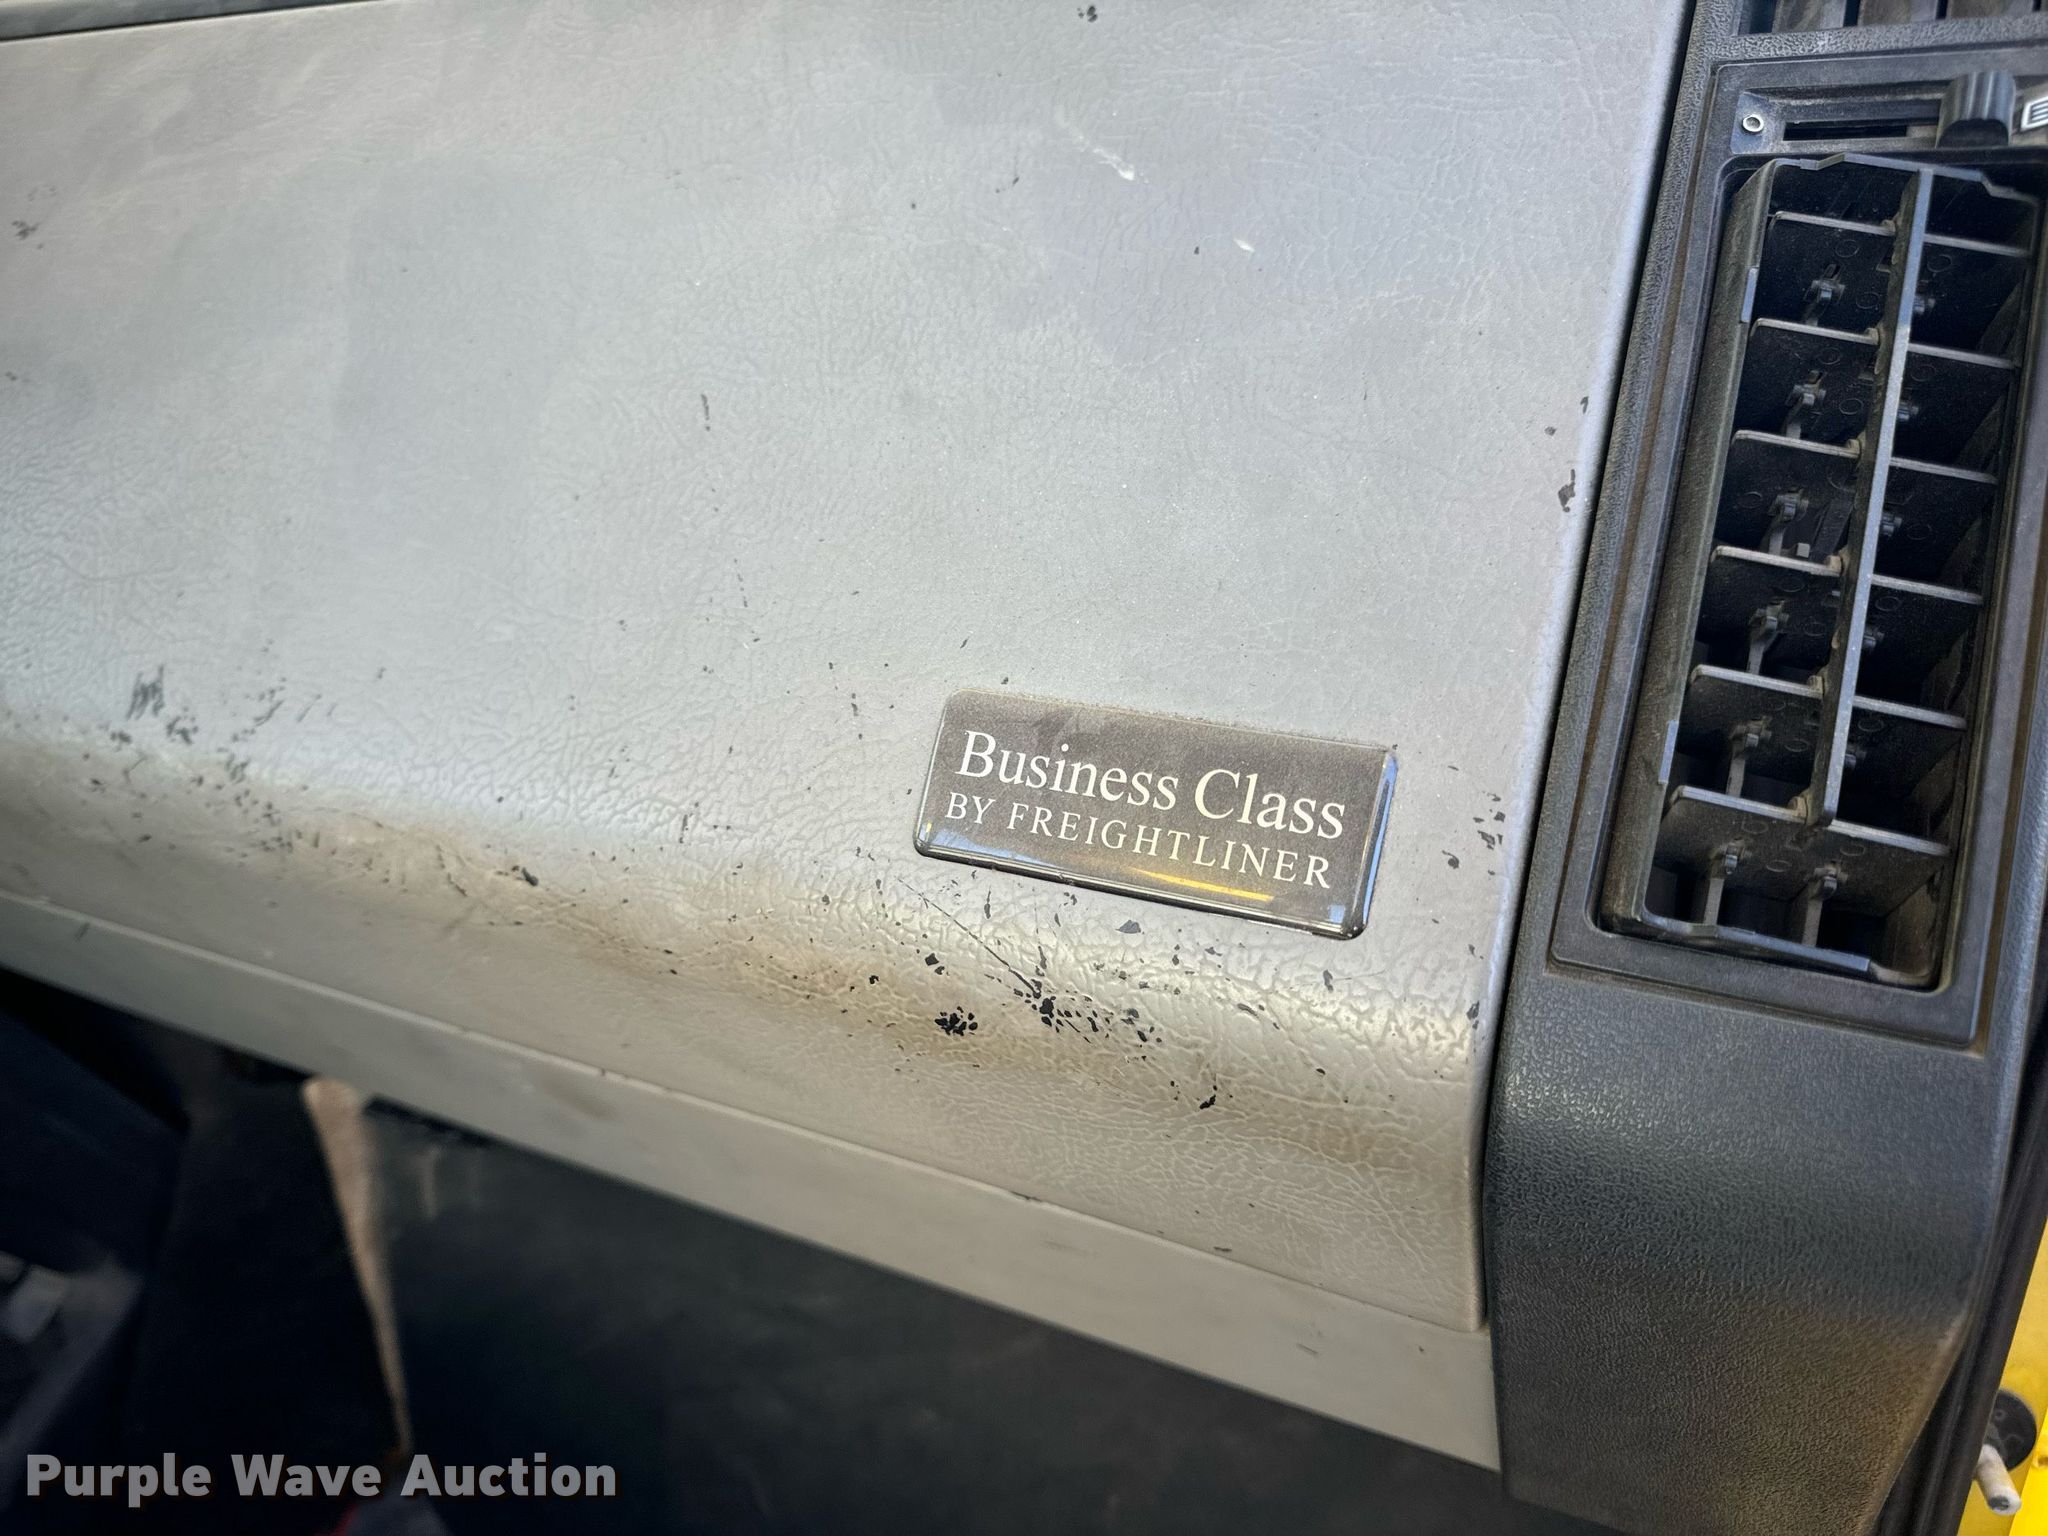 Business Class
BY FREIGHTLINER
Purple Wave Auction